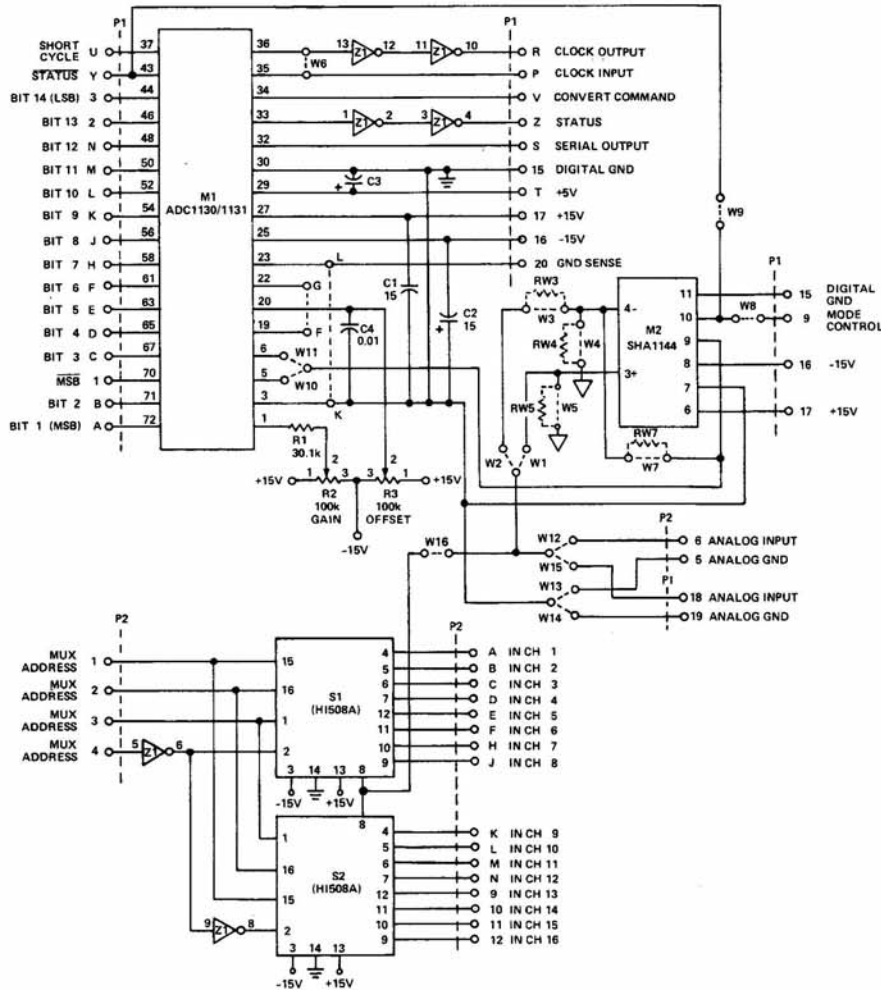 P1
SHORT CYCLE U 37
STATUS Y 43
BIT 14 (LSB) 3 44
BIT 13 2 46
BIT 12 N 48
BIT 11 M 50
BIT 10 L 52
BIT 9 K 54
BIT 8 J 56
BIT 7 H 58
BIT 6 F 61
BIT 5 E 63
BIT 4 D 65
BIT 3 C 67
MSB 1 70
BIT 2 B 71
BIT 1 (MSB) A 72
M1
ADC1130/1131
36 13 Z1 12 11 Z1 10 R CLOCK OUTPUT
W6
35 P CLOCK INPUT
34 V CONVERT COMMAND
33 1 Z1 2 3 Z1 4 Z STATUS
32 S SERIAL OUTPUT
30 15 DIGITAL GND
+ C3
29 T +5V
27 17 +15V
25 16 -15V
23 L 20 GND SENSE
22 G
20
19 F
C4
0.01
C1
15
+ C2
15
6 W11
5 W10
3 K
1
R1
30.1k
+15V 1 2 3 3 2 1 +15V
R2
100k
GAIN
R3
100k
OFFSET
-15V
P1
W9
P1
RW3
W3
RW4
W4
RW5
W5
4-
3+
M2
SHA1144
11 15 DIGITAL GND
10 W8 9 MODE CONTROL
9
8 16 -15V
7
6 17 +15V
RW7
W7
W2 W1
W16
P2
W12 6 ANALOG INPUT
W15 5 ANALOG GND
W13 P1 18 ANALOG INPUT
W14 19 ANALOG GND
P2
MUX ADDRESS 1 15
MUX ADDRESS 2 16
MUX ADDRESS 3 1
MUX ADDRESS 4 5 Z1 6 2
S1
(HI508A)
3 14 13 8
-15V +15V
P2
4 A IN CH 1
5 B IN CH 2
6 C IN CH 3
7 D IN CH 4
12 E IN CH 5
11 F IN CH 6
10 H IN CH 7
9 J IN CH 8
8
1
16
15
9 Z1 8 2
S2
(HI508A)
3 14 13
-15V +15V
4 K IN CH 9
5 L IN CH 10
6 M IN CH 11
7 N IN CH 12
12 9 IN CH 13
11 10 IN CH 14
10 11 IN CH 15
9 12 IN CH 16